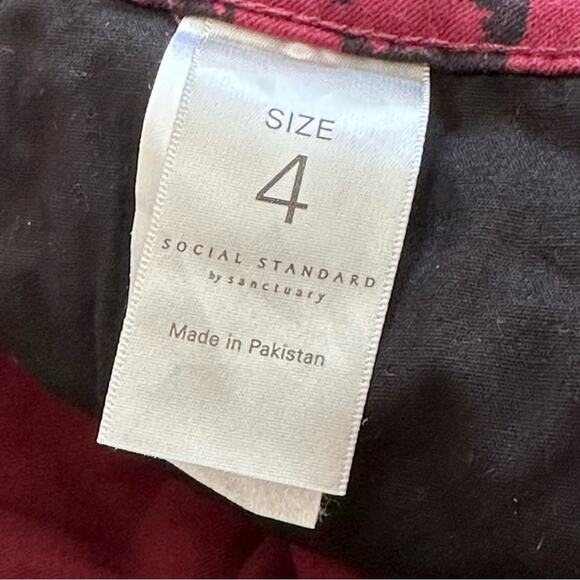 SIZE
4
SOCIAL STANDARD
by sanctuary
Made in Pakistan